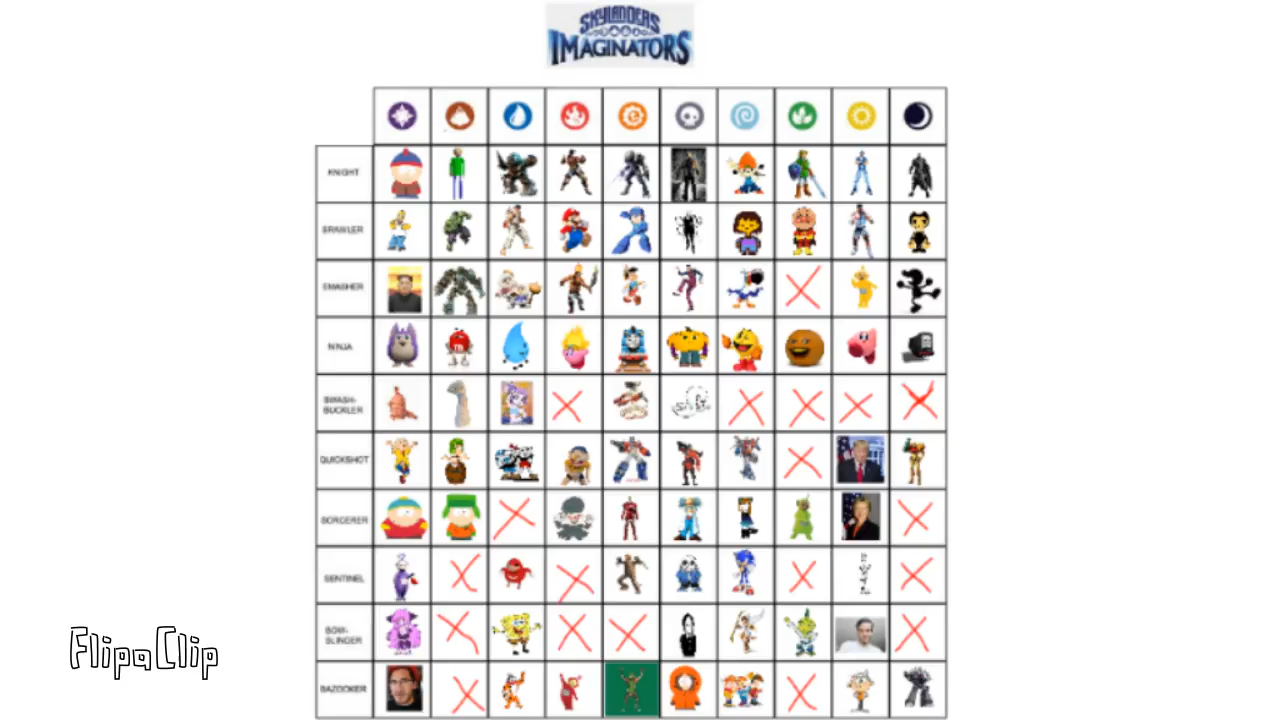 SKYLANDERS
IMAGINATORS
KNIGHT
BRAWLER
SMASHER
NINJA
SWASH-
BUCKLER
QUICKSHOT
SORCERER
SENTINEL
BOW-
SLINGER
BAZOOKER
FlipaClip